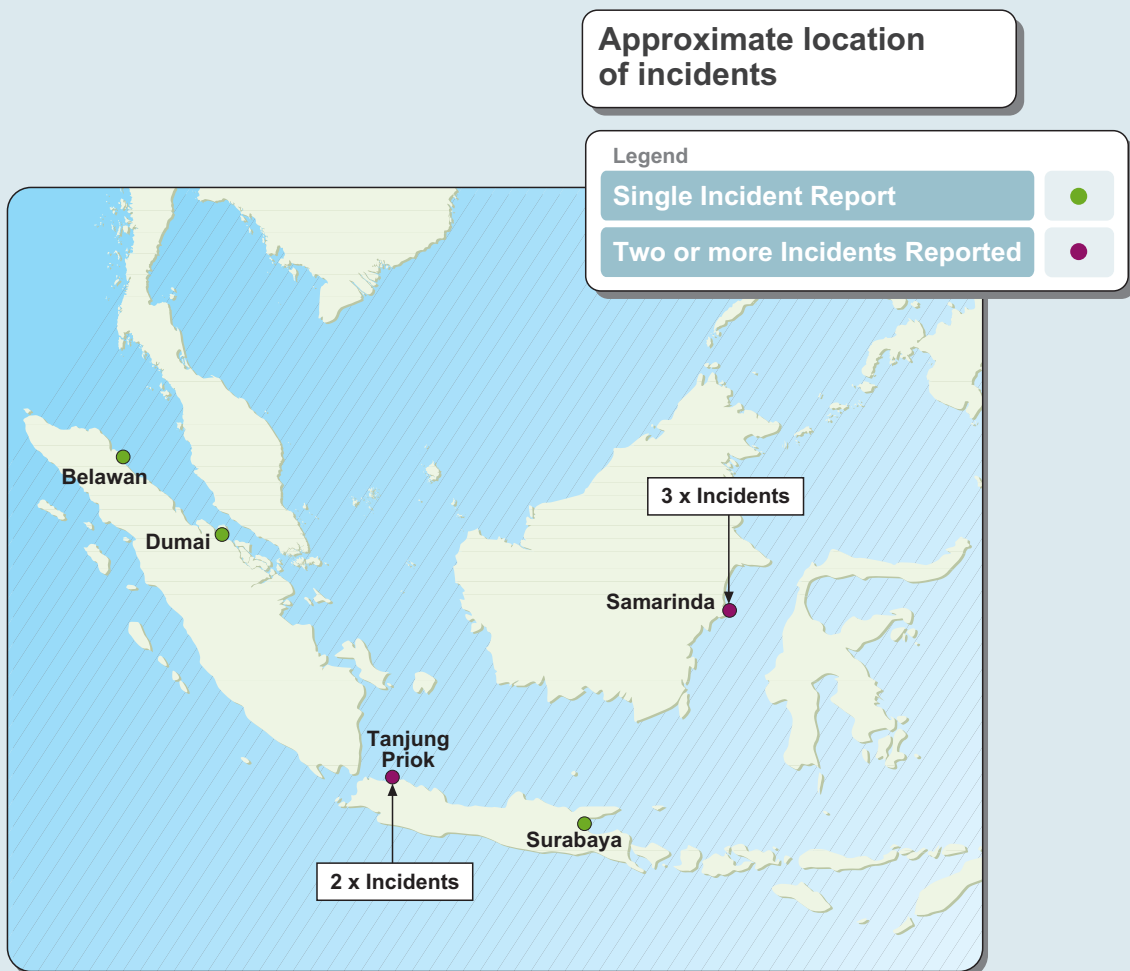 Approximate location
of incidents
Legend
Single Incident Report
Two or more Incidents Reported
Belawan
3 x Incidents
Dumai
Samarinda
Tanjung
Priok
Surabaya
2 x Incidents